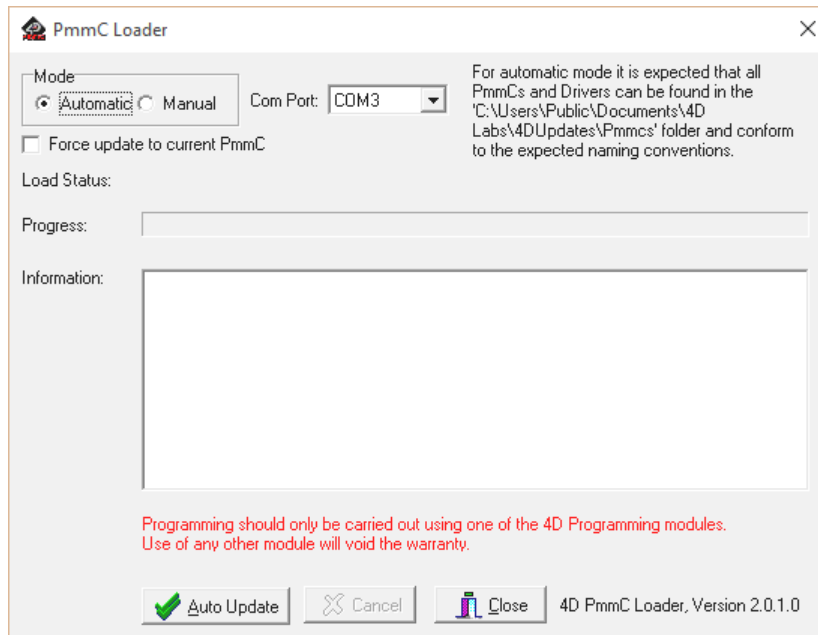 PmmC Loader
Mode
Automatic
Manual
Com Port:
COM3
For automatic mode it is expected that all
PmmCs and Drivers can be found in the
'C:\Users\Public\Documents\4D
Labs\4DUpdates\Pmmcs' folder and conform
to the expected naming conventions.
Force update to current PmmC
Load Status:
Progress:
Information:
Programming should only be carried out using one of the 4D Programming modules.
Use of any other module will void the warranty.
Auto Update
Cancel
Close
4D PmmC Loader, Version 2.0.1.0